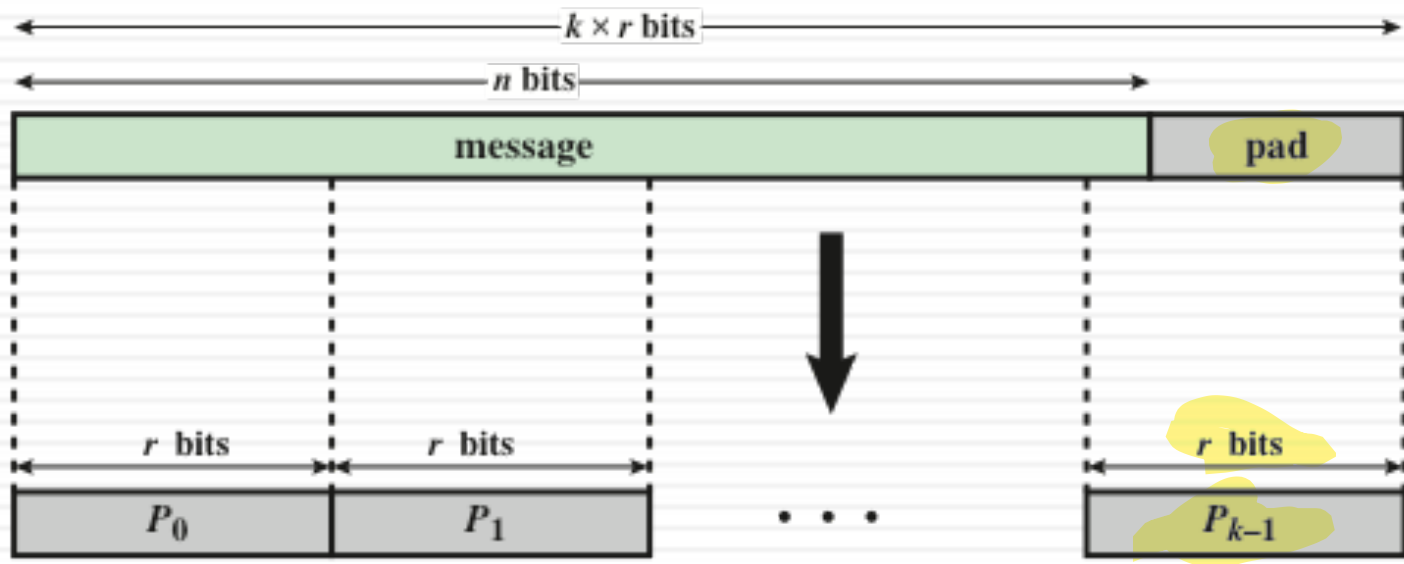 k × r bits
n bits
message pad
r bits r bits r bits
P0 P1 • • • Pk–1